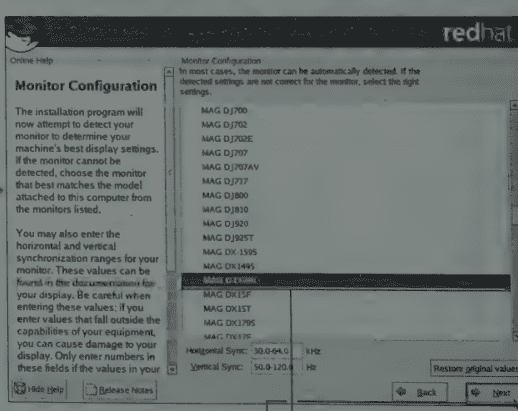 redhat
Online Help
Monitor Configuration
The installation program will
now attempt to detect your
monitor to determine your
machine's best display settings.
If the monitor cannot be
detected, choose the monitor
that best matches the model
attached to this computer from
the monitors listed.
You may also enter the
horizontal and vertical
synchronization ranges for your
monitor. These values can be
found in the documentation for
your display. Be careful when
entering these values; if you
enter values that fall outside the
capabilities of your equipment,
you can cause damage to your
display. Only enter numbers in
these fields if the values in your
Hide Help
Release Notes
Monitor Configuration
In most cases, the monitor can be automatically detected. If the
detected settings are not correct for the monitor, select the right
settings.
MAG DJ700
MAG DJ702
MAG DJ702E
MAG DJ707
MAG DJ707AV
MAG DJ717
MAG DJ800
MAG DJ810
MAG DJ920
MAG DJ925T
MAG DX-1595
MAG DX1495
MAG DX15F
MAG DX15T
MAG DX1795
MAG DX17F
Horizontal Sync: 30.0-64.0 kHz
Vertical Sync: 50.0-120.0 Hz
Restore original values
Back
Next